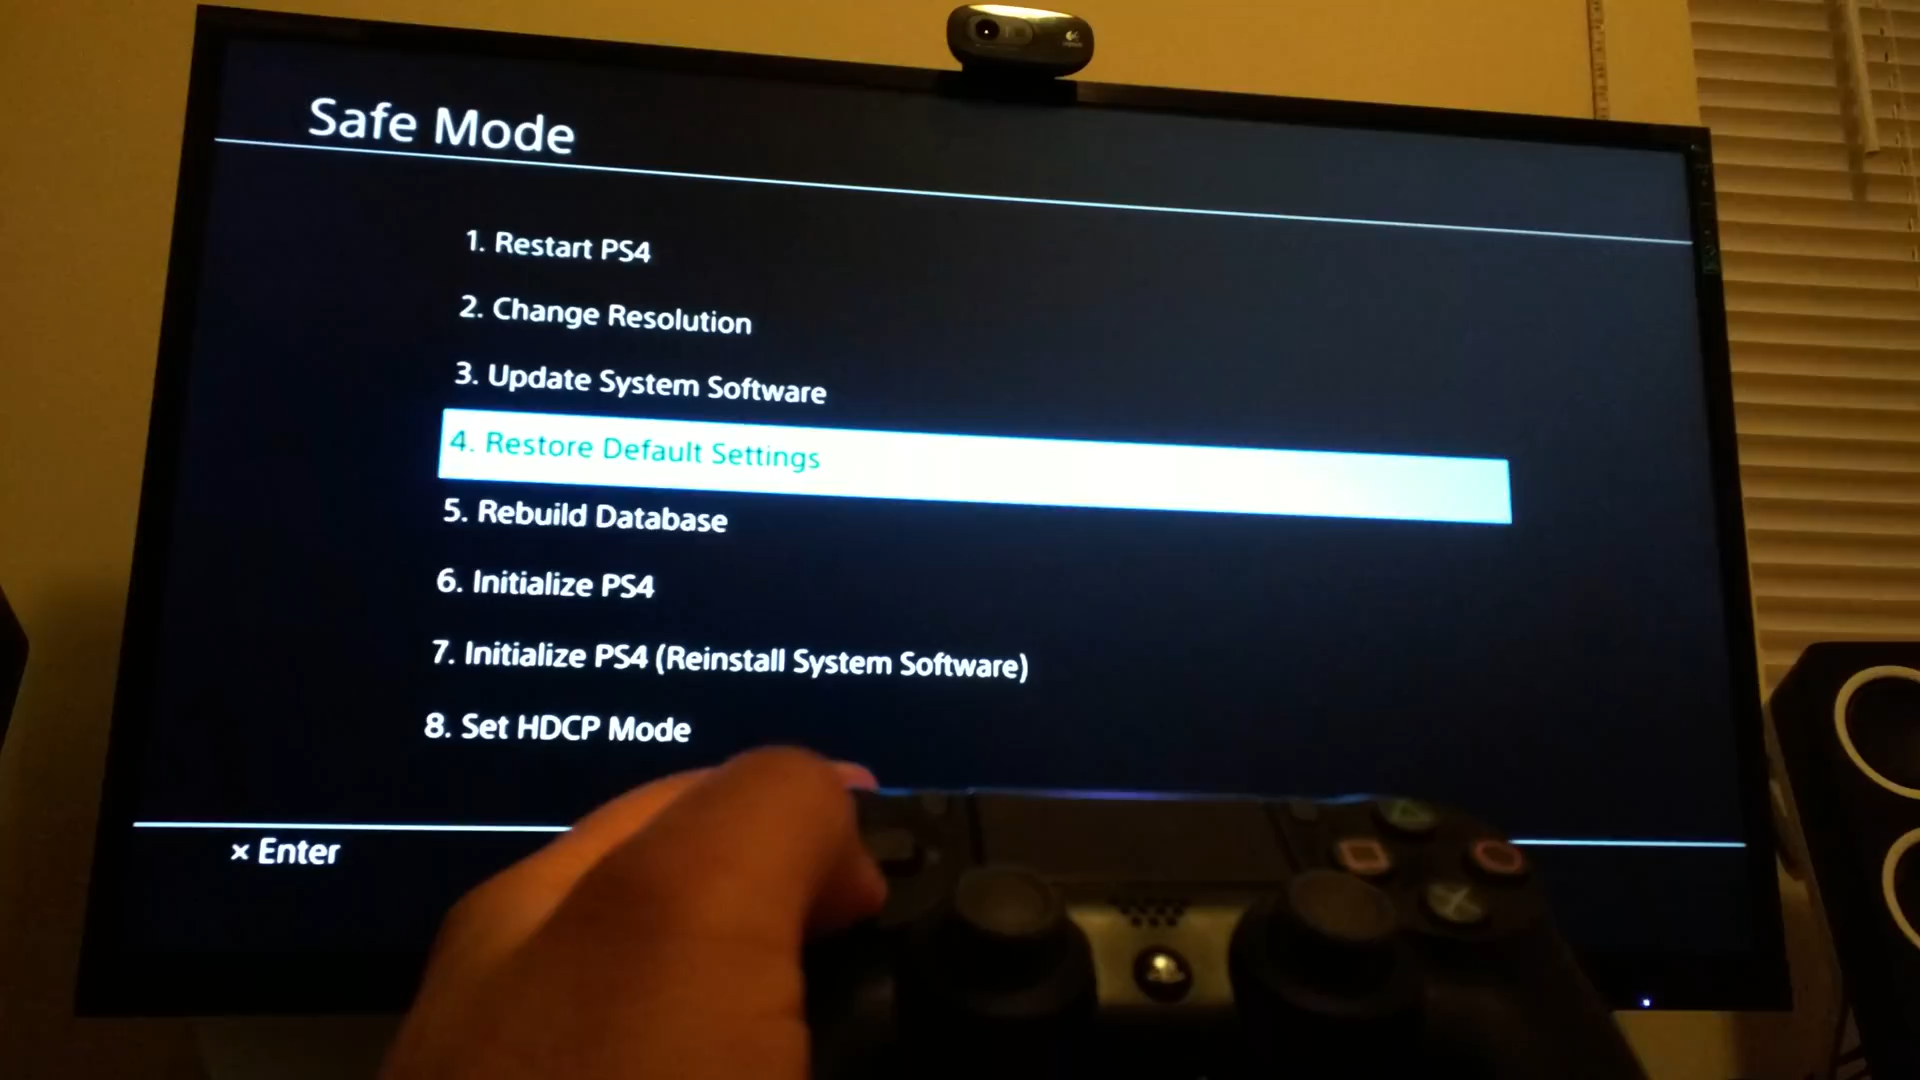 Safe Mode
1. Restart PS4
2. Change Resolution
3. Update System Software
4. Restore Default Settings
5. Rebuild Database
6. Initialize PS4
7. Initialize PS4 (Reinstall System Software)
8. Set HDCP Mode
× Enter